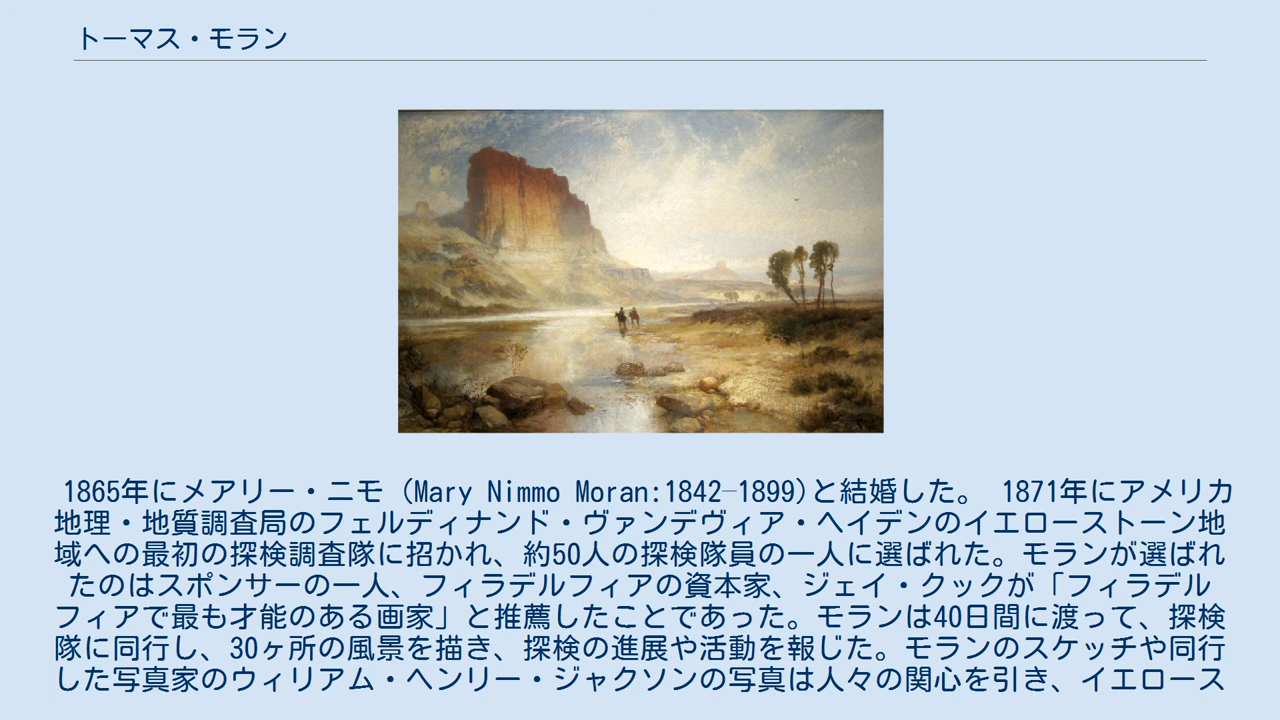 トーマス・モラン
1865年にメアリー・ニモ (Mary Nimmo Moran:1842–1899)と結婚した。 1871年にアメリカ
地理・地質調査局のフェルディナンド・ヴァンデヴィア・ヘイデンのイエローストーン地
域への最初の探検調査隊に招かれ、約50人の探検隊員の一人に選ばれた。モランが選ばれ
たのはスポンサーの一人、フィラデルフィアの資本家、ジェイ・クックが「フィラデル
フィアで最も才能のある画家」と推薦したことであった。モランは40日間に渡って、探検
隊に同行し、30ヶ所の風景を描き、探検の進展や活動を報じた。モランのスケッチや同行
した写真家のウィリアム・ヘンリー・ジャクソンの写真は人々の関心を引き、イエロース